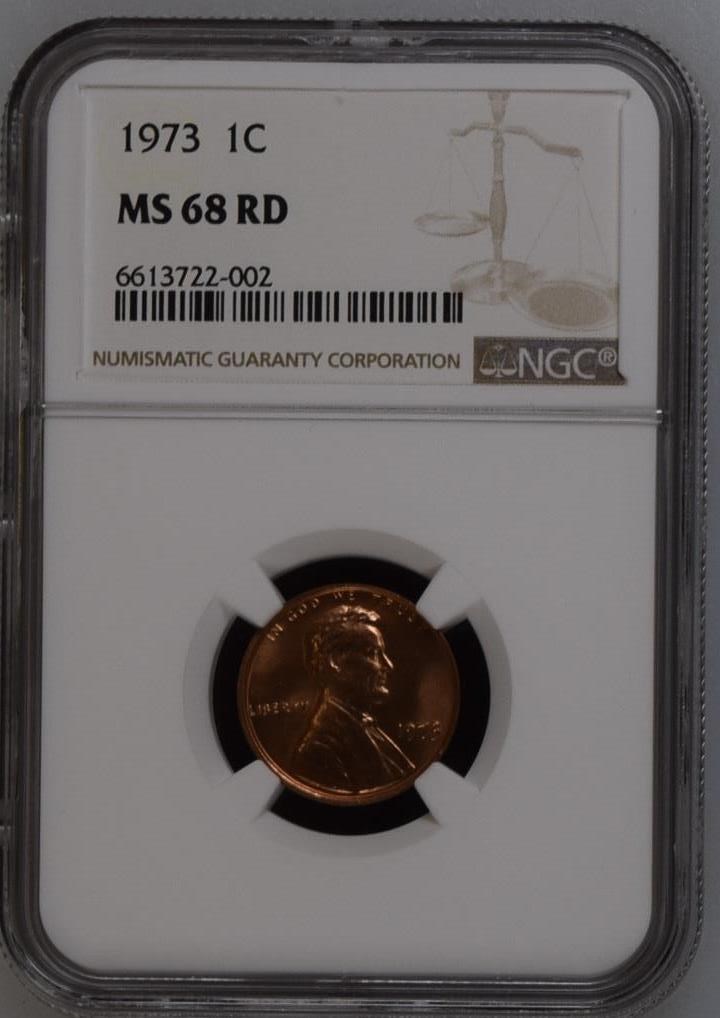 1973 1C
MS 68 RD
6613722-002
NUMISMATIC GUARANTY CORPORATION NGC®
IN GOD WE TRUST
LIBERTY 1973